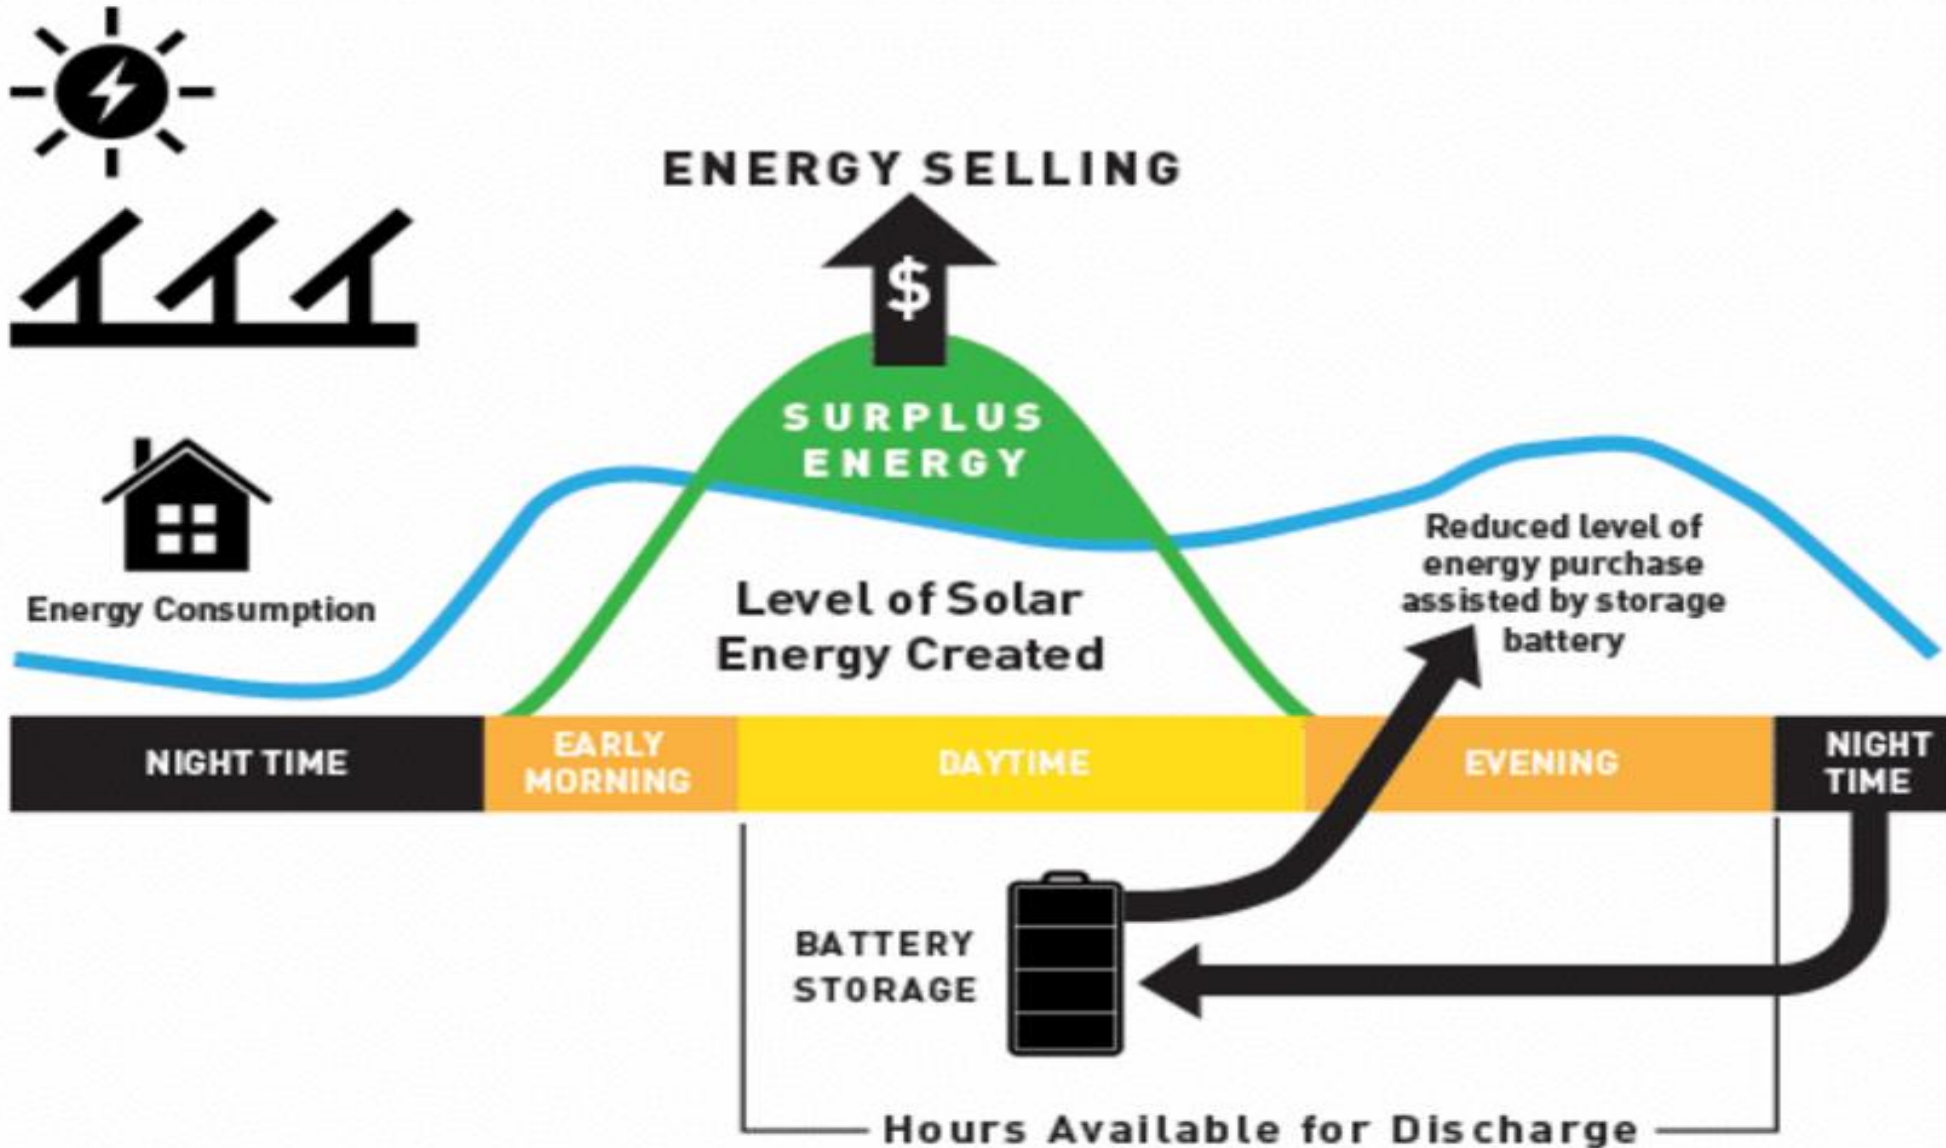 ENERGY SELLING
$
SURPLUS
ENERGY
Energy Consumption
Level of Solar
Energy Created
Reduced level of
energy purchase
assisted by storage
battery
NIGHT TIME
EARLY
MORNING
DAYTIME
EVENING
NIGHT
TIME
BATTERY
STORAGE
Hours Available for Discharge